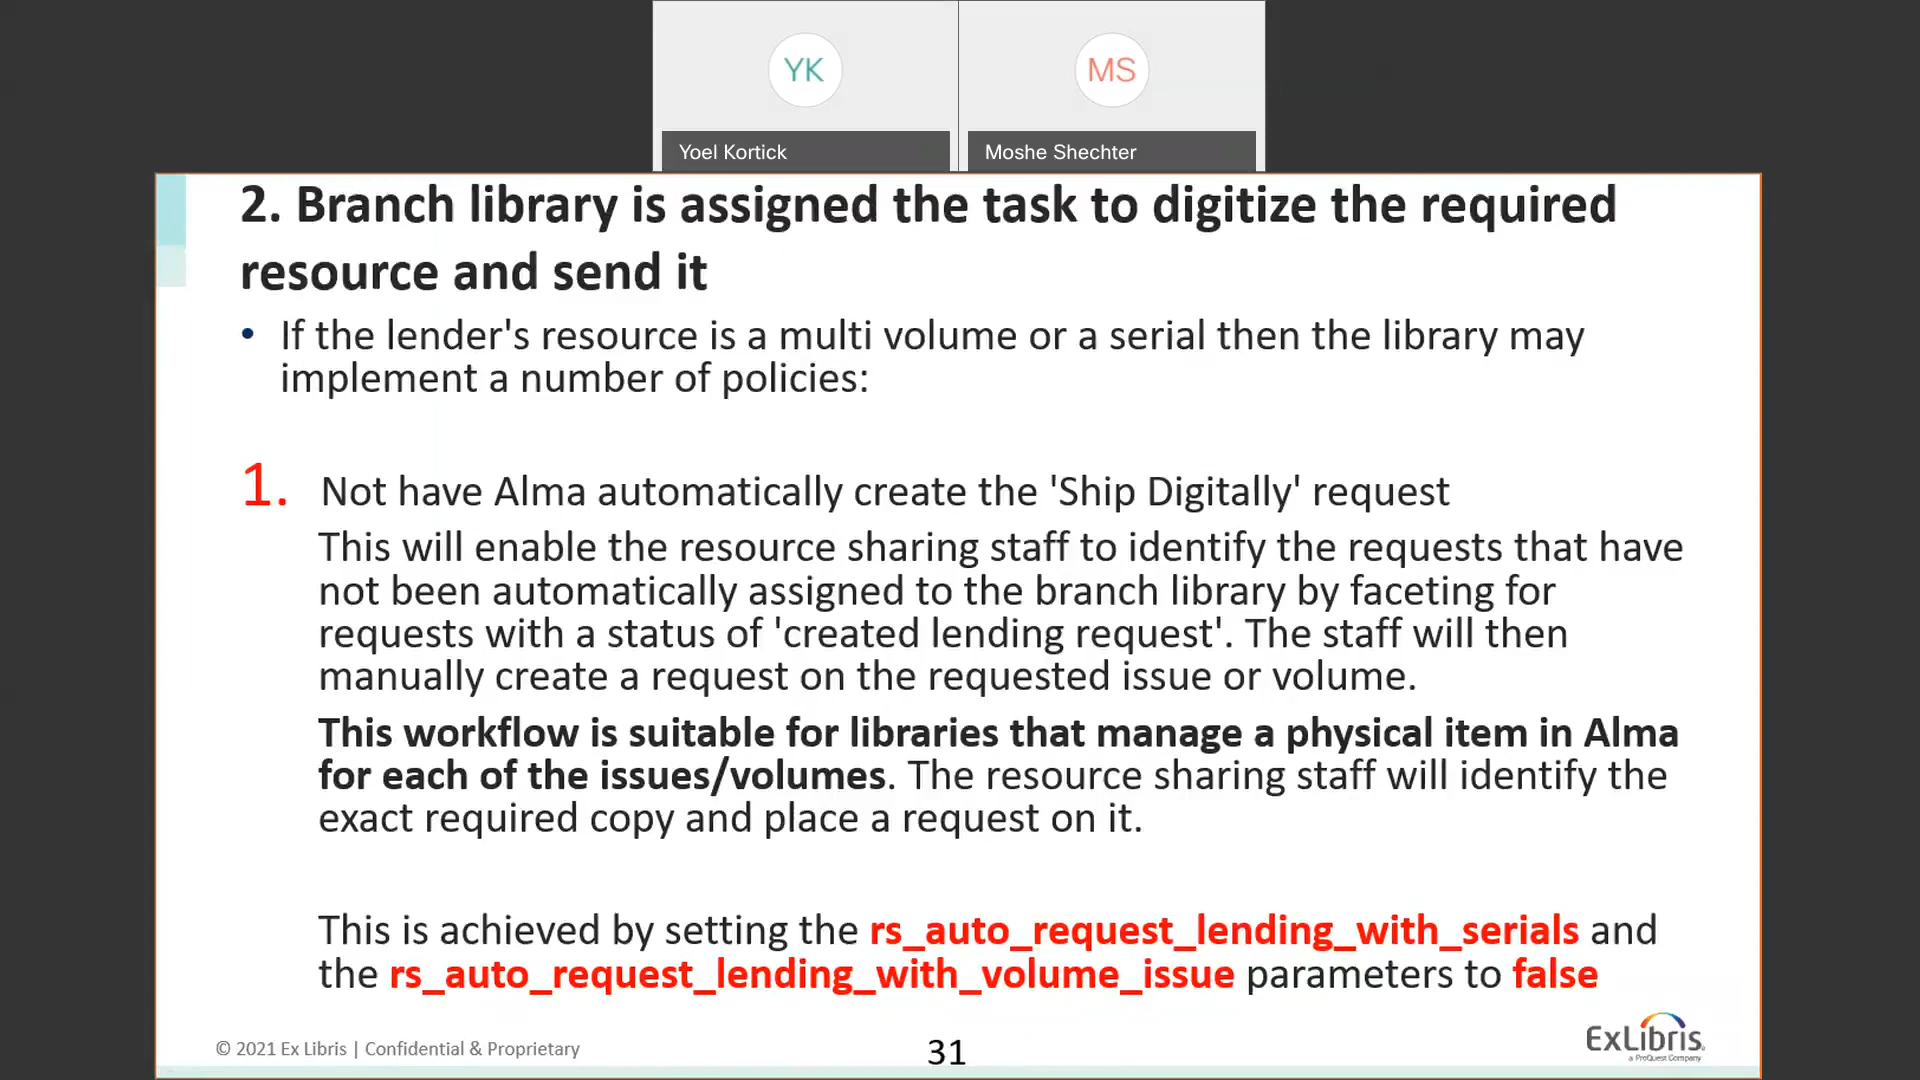 YK
MS
Yoel Kortick
Moshe Shechter
2. Branch library is assigned the task to digitize the required
resource and send it
• If the lender's resource is a multi volume or a serial then the library may
implement a number of policies:
1. Not have Alma automatically create the 'Ship Digitally' request
This will enable the resource sharing staff to identify the requests that have
not been automatically assigned to the branch library by faceting for
requests with a status of 'created lending request'. The staff will then
manually create a request on the requested issue or volume.
This workflow is suitable for libraries that manage a physical item in Alma
for each of the issues/volumes. The resource sharing staff will identify the
exact required copy and place a request on it.
This is achieved by setting the rs_auto_request_lending_with_serials and
the rs_auto_request_lending_with_volume_issue parameters to false
© 2021 Ex Libris | Confidential & Proprietary
31
ExLibris
a ProQuest Company